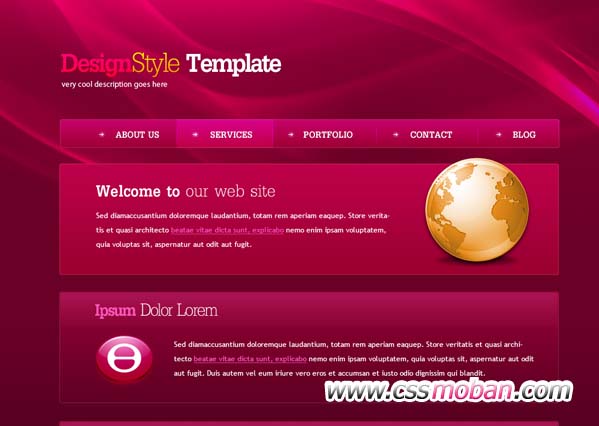 DesignStyle Template
very cool description goes here
ABOUT US SERVICES PORTFOLIO CONTACT BLOG
Welcome to our web site
Sed diamaccusantium doloremque laudantium, totam rem aperiam eaquep. Store verita-
tis et quasi architecto beatae vitae dicta sunt, explicabo nemo enim ipsam voluptatem,
quia voluptas sit, aspernatur aut odit aut fugit.
Ipsum Dolor Lorem
Sed diamaccusantium doloremque laudantium, totam rem aperiam eaquep. Store veritatis et quasi archi-
tecto beatae vitae dicta sunt, explicabo nemo enim ipsam voluptatem, quia voluptas sit, aspernatur aut odit
aut fugit. Duis autem vel eum iriure vero eros et accumsan et iusto odio dignissim qui blandit.
www.cssmoban.com